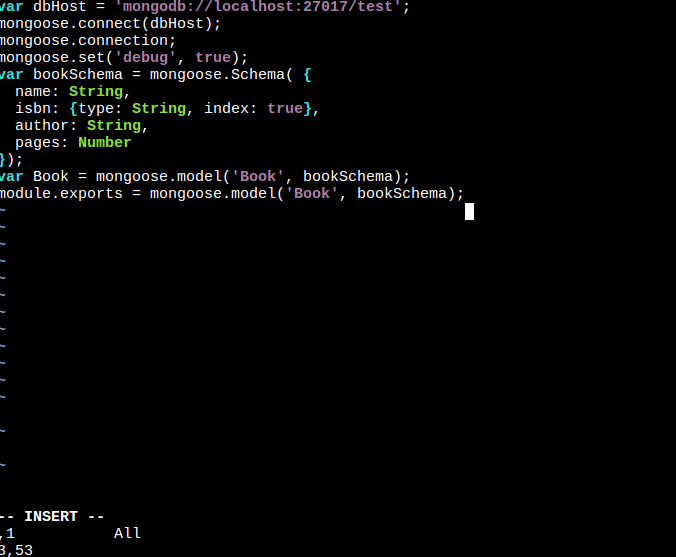 var dbHost = 'mongodb://localhost:27017/test';
mongoose.connect(dbHost);
mongoose.connection;
mongoose.set('debug', true);
var bookSchema = mongoose.Schema( {
  name: String,
  isbn: {type: String, index: true},
  author: String,
  pages: Number
});
var Book = mongoose.model('Book', bookSchema);
module.exports = mongoose.model('Book', bookSchema);
~
~
~
~
~
~
~
~
~
~
~
~
~
~
-- INSERT --
,1           All
3,53